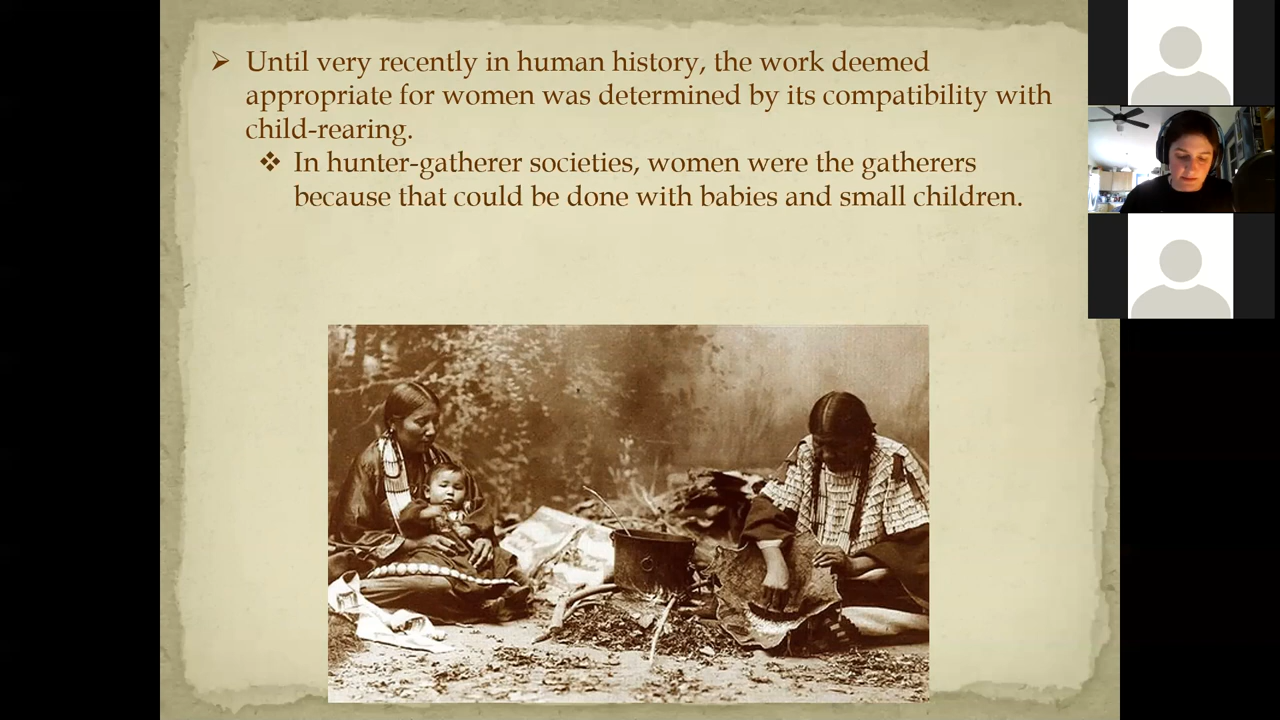 Until very recently in human history, the work deemed
appropriate for women was determined by its compatibility with
child-rearing.
In hunter-gatherer societies, women were the gatherers
because that could be done with babies and small children.